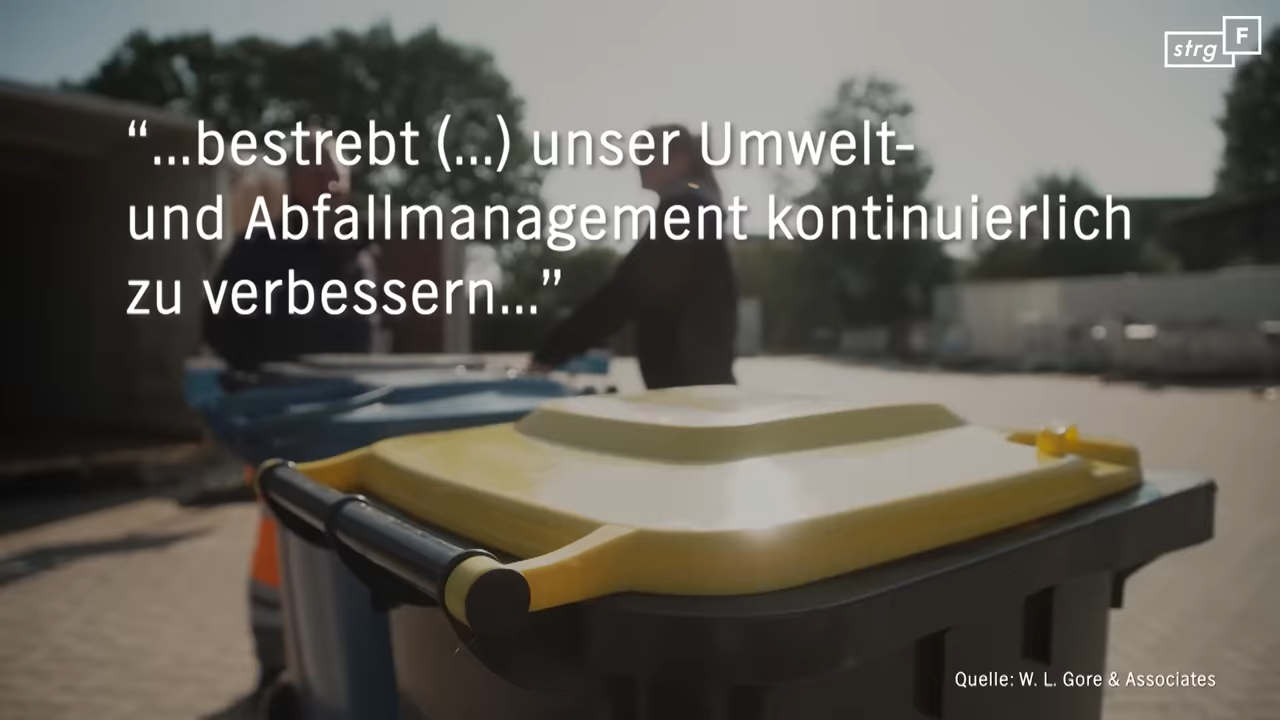 strg F
“...bestrebt (...) unser Umwelt-
und Abfallmanagement kontinuierlich
zu verbessern...”
Quelle: W. L. Gore & Associates